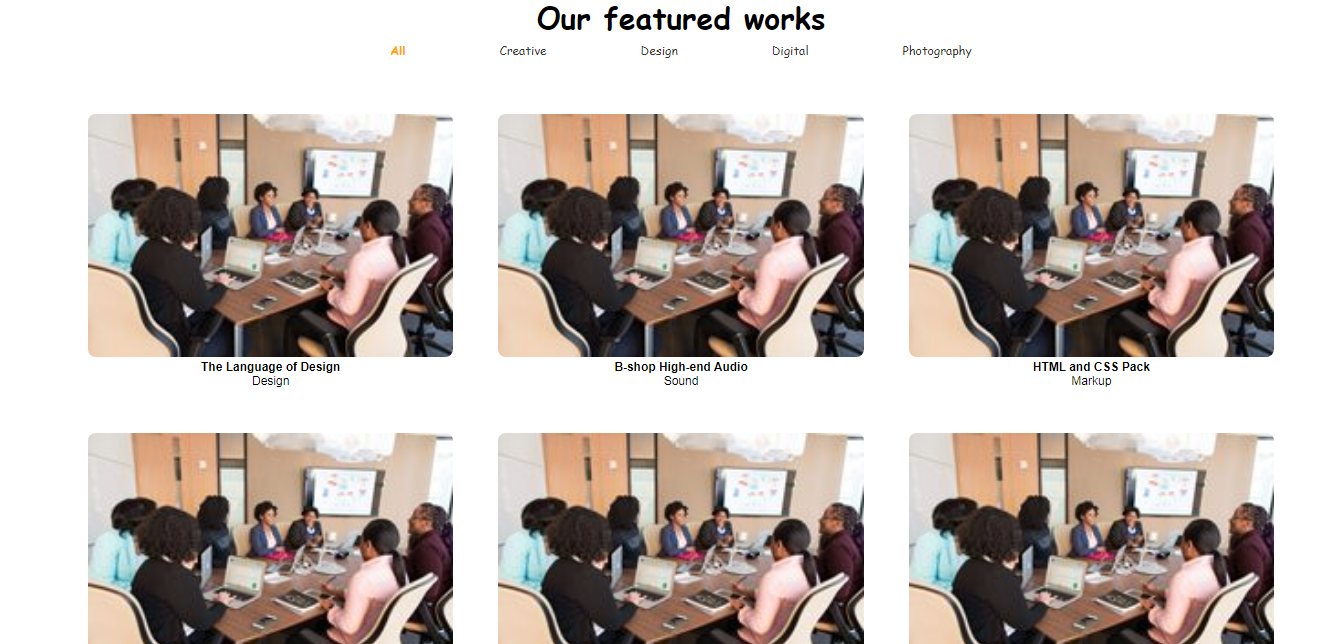 Our featured works
All Creative Design Digital Photography
The Language of Design B-shop High-end Audio HTML and CSS Pack
Design Sound Markup